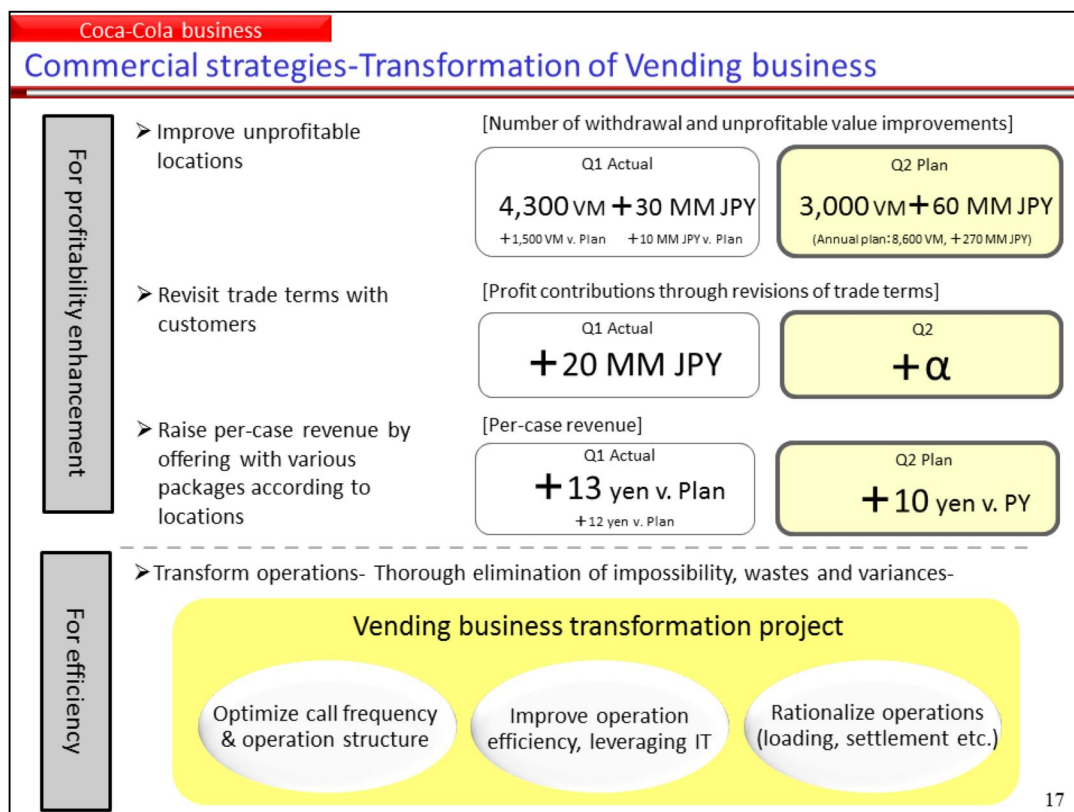 Coca-Cola business
Commercial strategies-Transformation of Vending business
For profitability enhancement
➢ Improve unprofitable
locations
[Number of withdrawal and unprofitable value improvements]
Q1 Actual
4,300 VM +30 MM JPY
+1,500 VM v. Plan +10 MM JPY v. Plan
Q2 Plan
3,000 VM+60 MM JPY
(Annual plan:8,600 VM, +270 MM JPY)
➢ Revisit trade terms with
customers
[Profit contributions through revisions of trade terms]
Q1 Actual
+20 MM JPY
Q2
+α
➢ Raise per-case revenue by
offering with various
packages according to
locations
[Per-case revenue]
Q1 Actual
+13 yen v. Plan
+12 yen v. Plan
Q2 Plan
+10 yen v. PY
For efficiency
➢Transform operations- Thorough elimination of impossibility, wastes and variances-
Vending business transformation project
Optimize call frequency
& operation structure
Improve operation
efficiency, leveraging IT
Rationalize operations
(loading, settlement etc.)
17